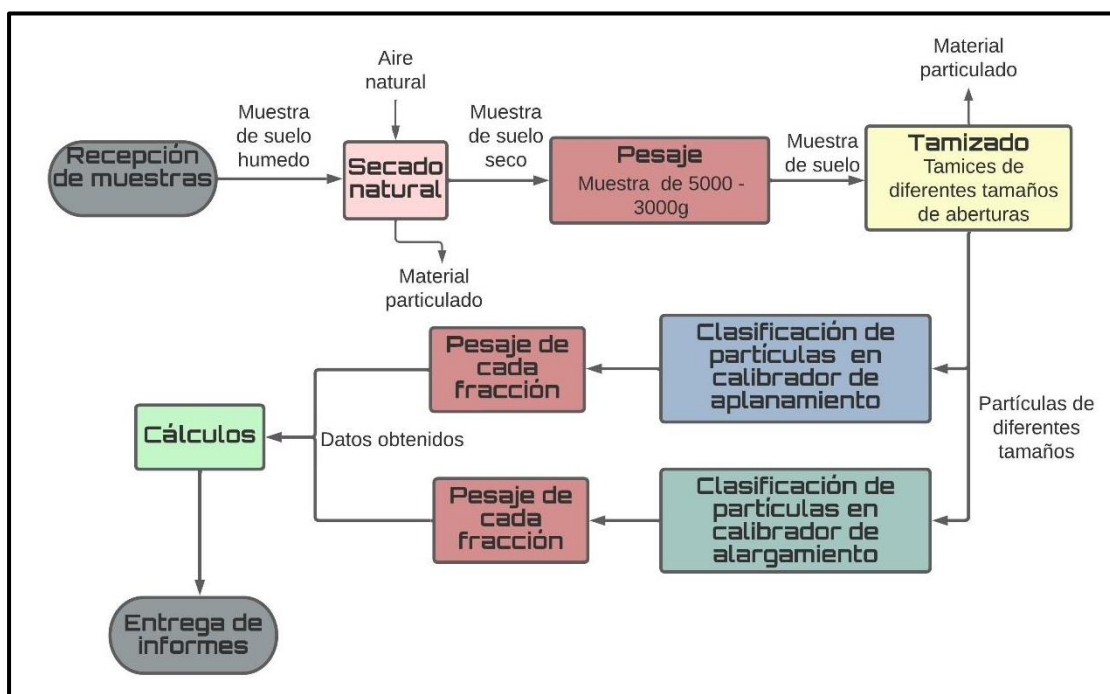 Recepción
de muestras
Muestra
de suelo
humedo
Aire
natural
Secado
natural
Material
particulado
Muestra
de suelo
seco
Pesaje
Muestra de 5000 -
3000g
Muestra
de suelo
Material
particulado
Tamizado
Tamices de
diferentes tamaños
de aberturas
Partículas de
diferentes
tamaños
Clasificación de
partículas en
calibrador de
aplanamiento
Pesaje de
cada
fracción
Clasificación de
partículas en
calibrador de
alargamiento
Pesaje de
cada
fracción
Datos obtenidos
Cálculos
Entrega de
informes